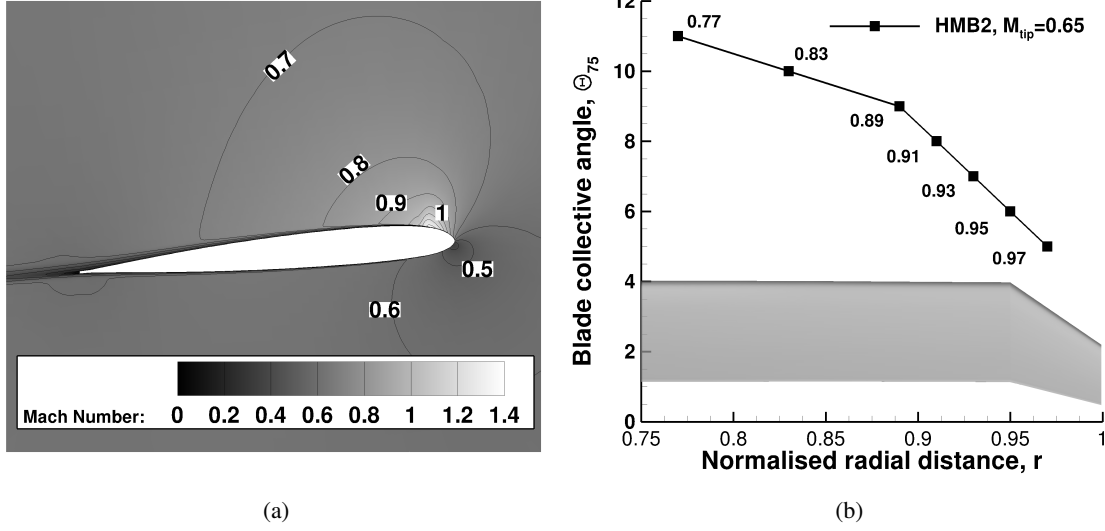 0.7
0.8
0.9
1
0.5
0.6
Mach Number: 0 0.2 0.4 0.6 0.8 1 1.2 1.4
(a)
12
10
8
6
4
2
0
Blade collective angle, Θ75
HMB2, Mtip=0.65
0.77
0.83
0.89
0.91
0.93
0.95
0.97
0.75 0.8 0.85 0.9 0.95 1
Normalised radial distance, r
(b)